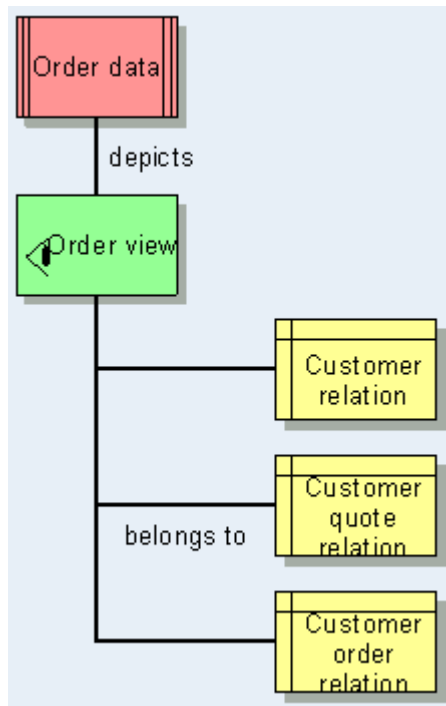 Order data
depicts
Order view
Customer
relation
Customer
quote
relation
belongs to
Customer
order
relation